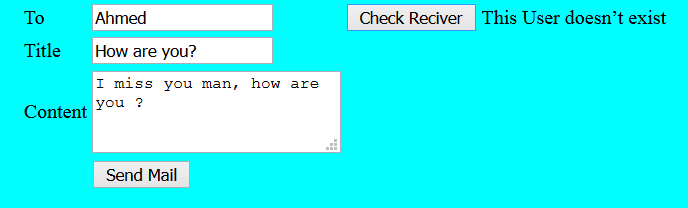 To Ahmed Check Reciver This User doesn’t exist
Title How are you?
Content I miss you man, how are
you ?
Send Mail